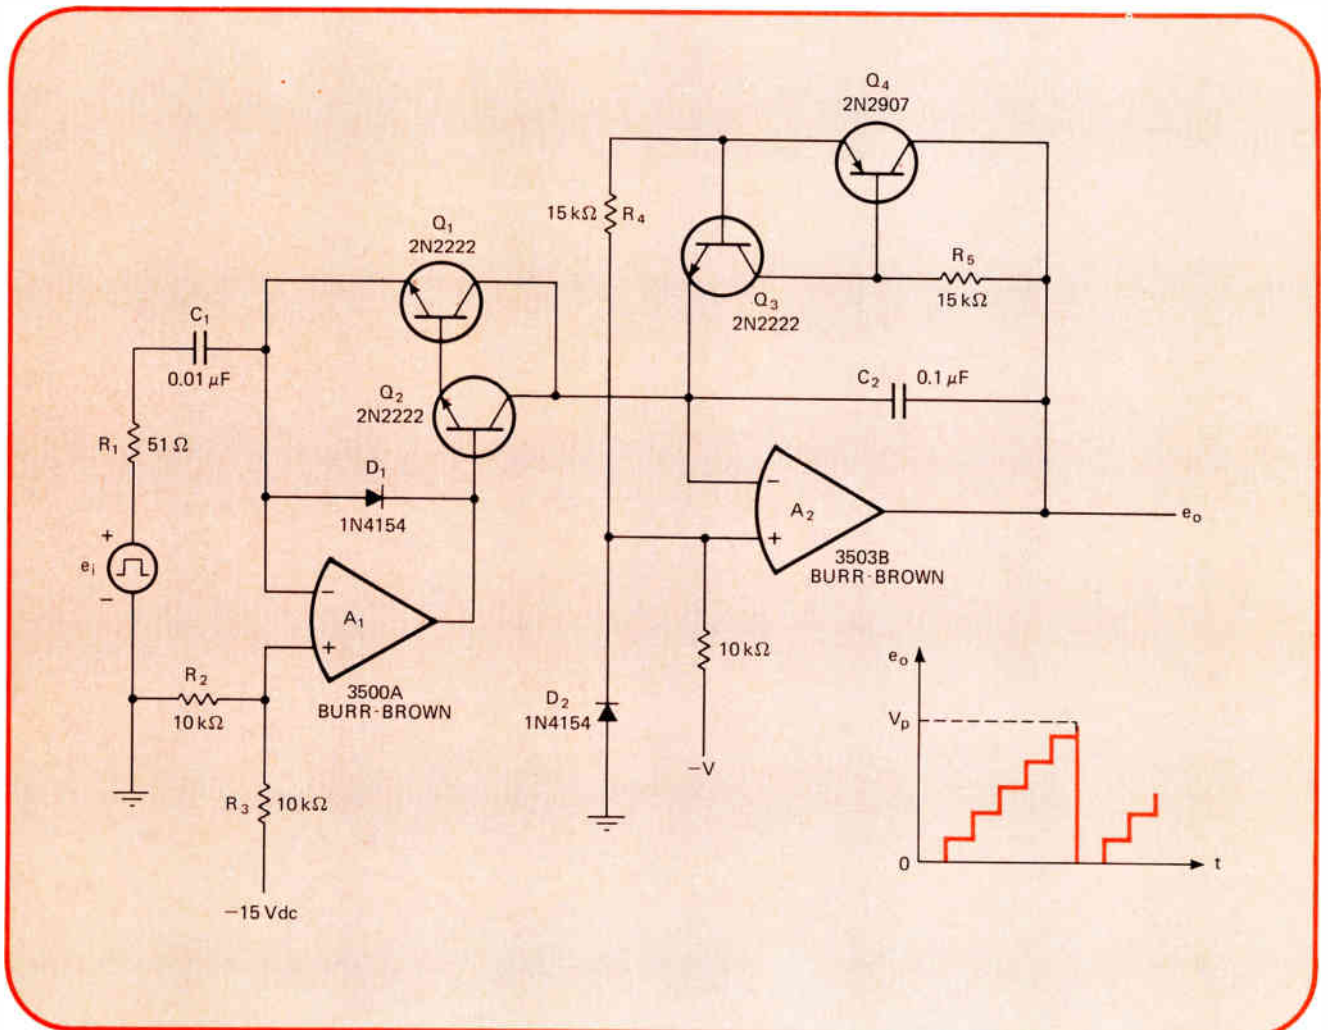 Q₄
2N2907
15 kΩ R₄
Q₁
2N2222
R₅
15 kΩ
Q₃
2N2222
C₁
0.01 μF
Q₂
2N2222
C₂ 0.1 μF
R₁ 51 Ω
D₁
1N4154
−
A₂
+
e₀
3503B
BURR-BROWN
+
eᵢ
−
−
A₁
+
3500A
BURR-BROWN
R₂
10 kΩ
10 kΩ
D₂
1N4154
−V
R₃ 10 kΩ
−15 Vdc
e₀
Vₚ
0
t